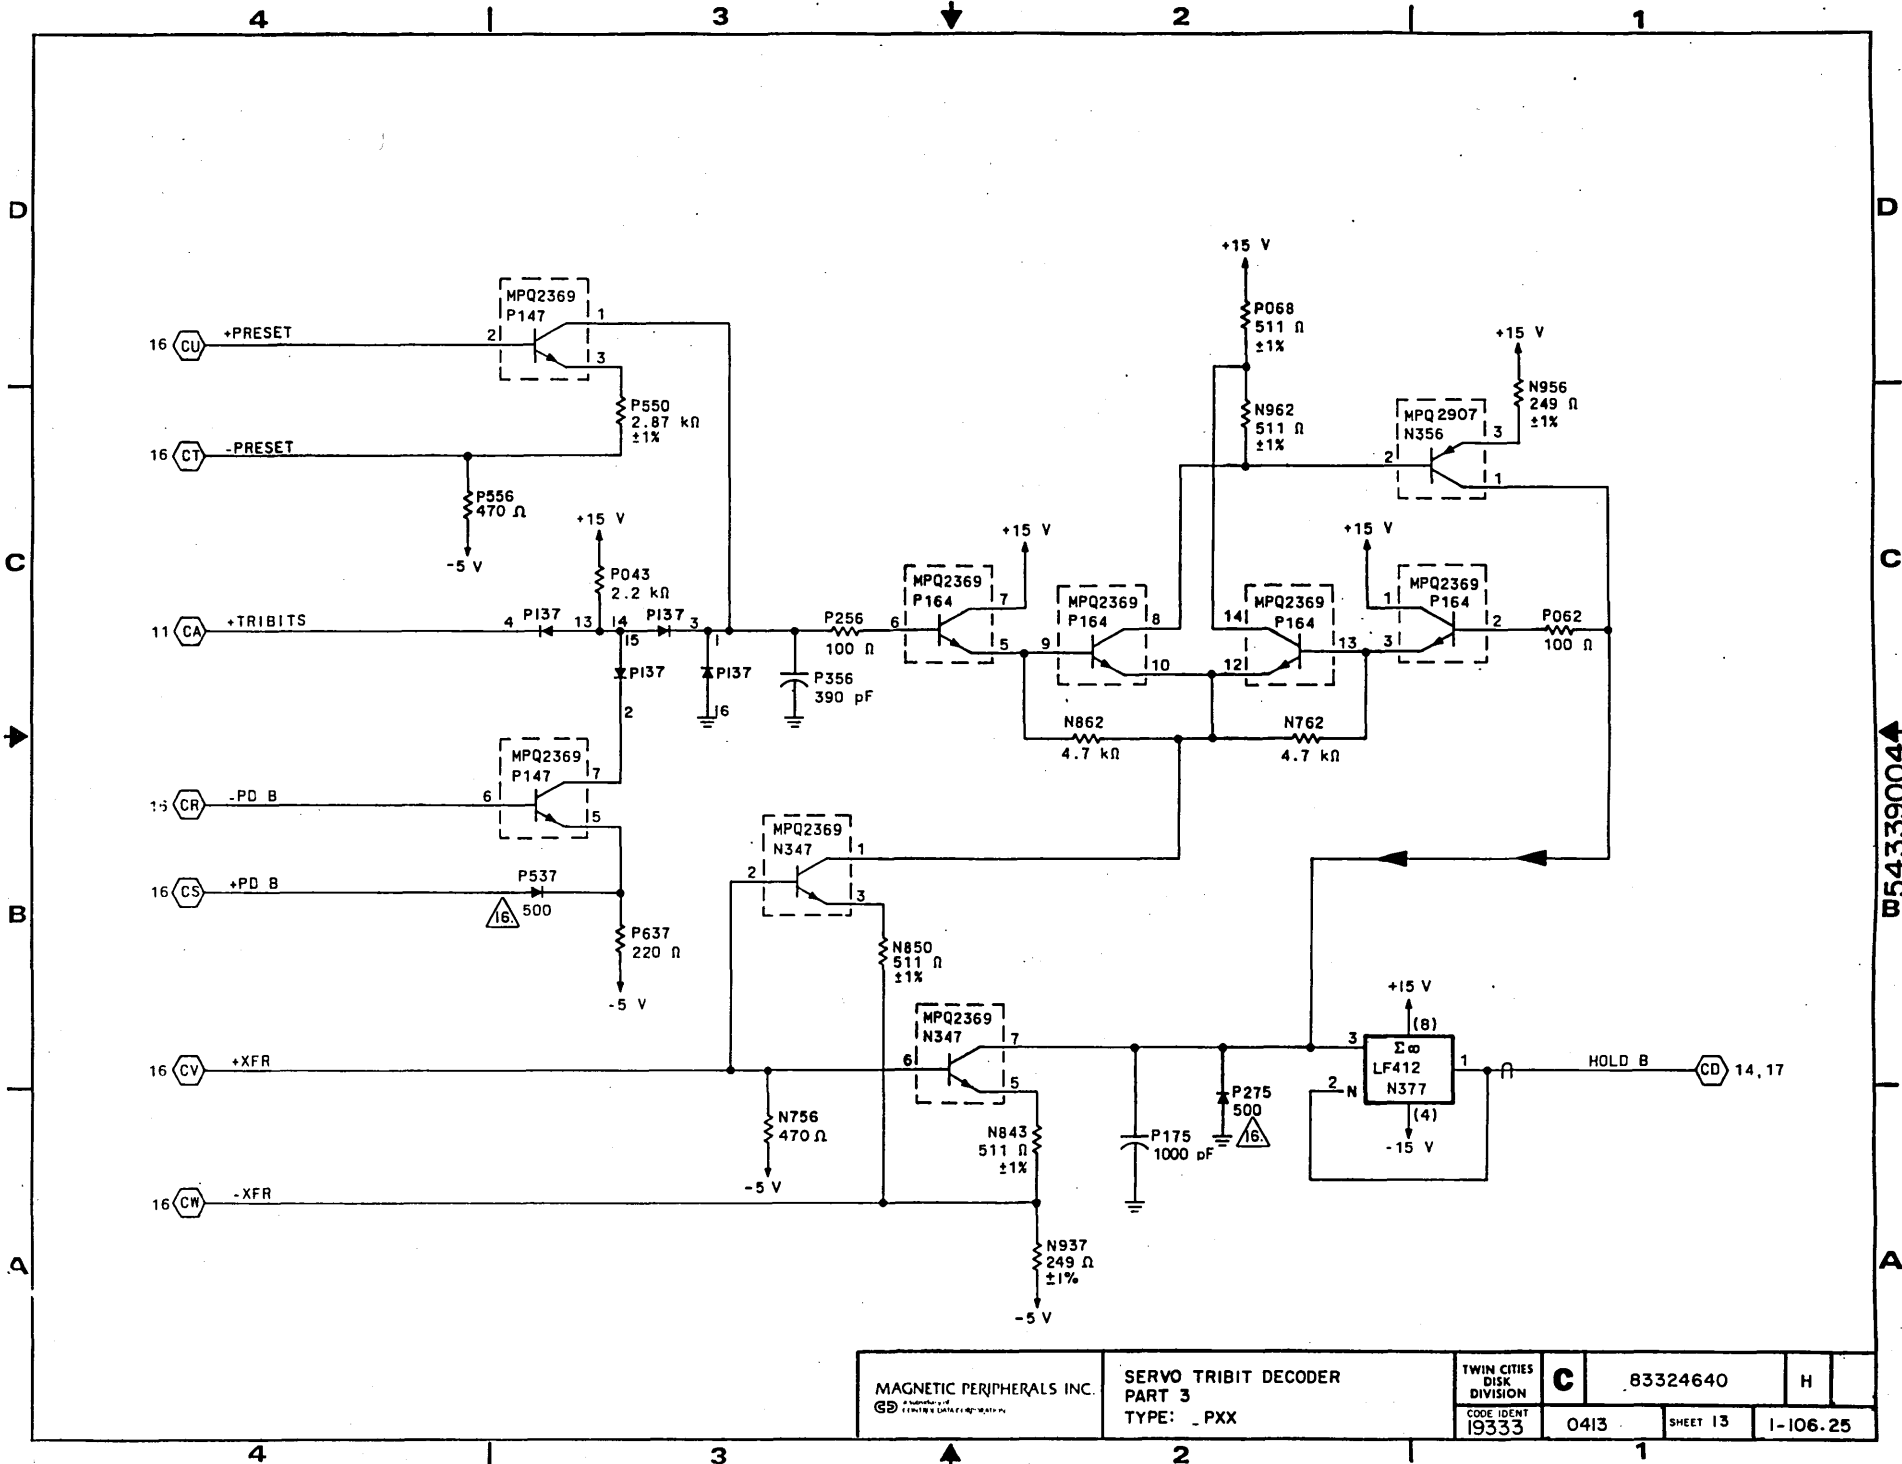 4 3 2 1
D
D
+15 V
MPQ2369
P147
1
2
3
P068
511 Ω
±1%
16 CU +PRESET
+15 V
P550
2.87 kΩ
±1%
N962
511 Ω
±1%
MPQ2907
N356
3
2
1
N956
249 Ω
±1%
16 CT -PRESET
P556
470 Ω
-5 V
+15 V
P043
2.2 kΩ
C
C
+15 V
+15 V
MPQ2369
P164
7
6
5
MPQ2369
P164
8
9
10
MPQ2369
P164
14
13
12
MPQ2369
P164
1
2
3
P062
100 Ω
11 CA +TRIBITS
4 P137 13 14 P137 3
15
1
P256
100 Ω
P137
2
P137
16
P356
390 pF
N862
4.7 kΩ
N762
4.7 kΩ
MPQ2369
P147
7
6
5
16 CR -PD B
MPQ2369
N347
1
2
3
B54339004
16 CS +PD B
P537
500
16.
B
B
P637
220 Ω
-5 V
N850
511 Ω
±1%
MPQ2369
N347
7
6
5
+15 V
(8)
3
Σ∞
LF412
N377
1
2 N
(4)
-15 V
HOLD B
CD 14,17
16 CV +XFR
N756
470 Ω
-5 V
N843
511 Ω
±1%
P275
500
16.
P175
1000 pF
16 CW -XFR
N937
249 Ω
±1%
-5 V
A
A
MAGNETIC PERIPHERALS INC.
a subsidiary of
CONTROL DATA CORPORATION
SERVO TRIBIT DECODER
PART 3
TYPE: _PXX
TWIN CITIES
DISK
DIVISION
C
83324640
H
CODE IDENT
19333
0413
SHEET 13
1-106.25
4 3 2 1